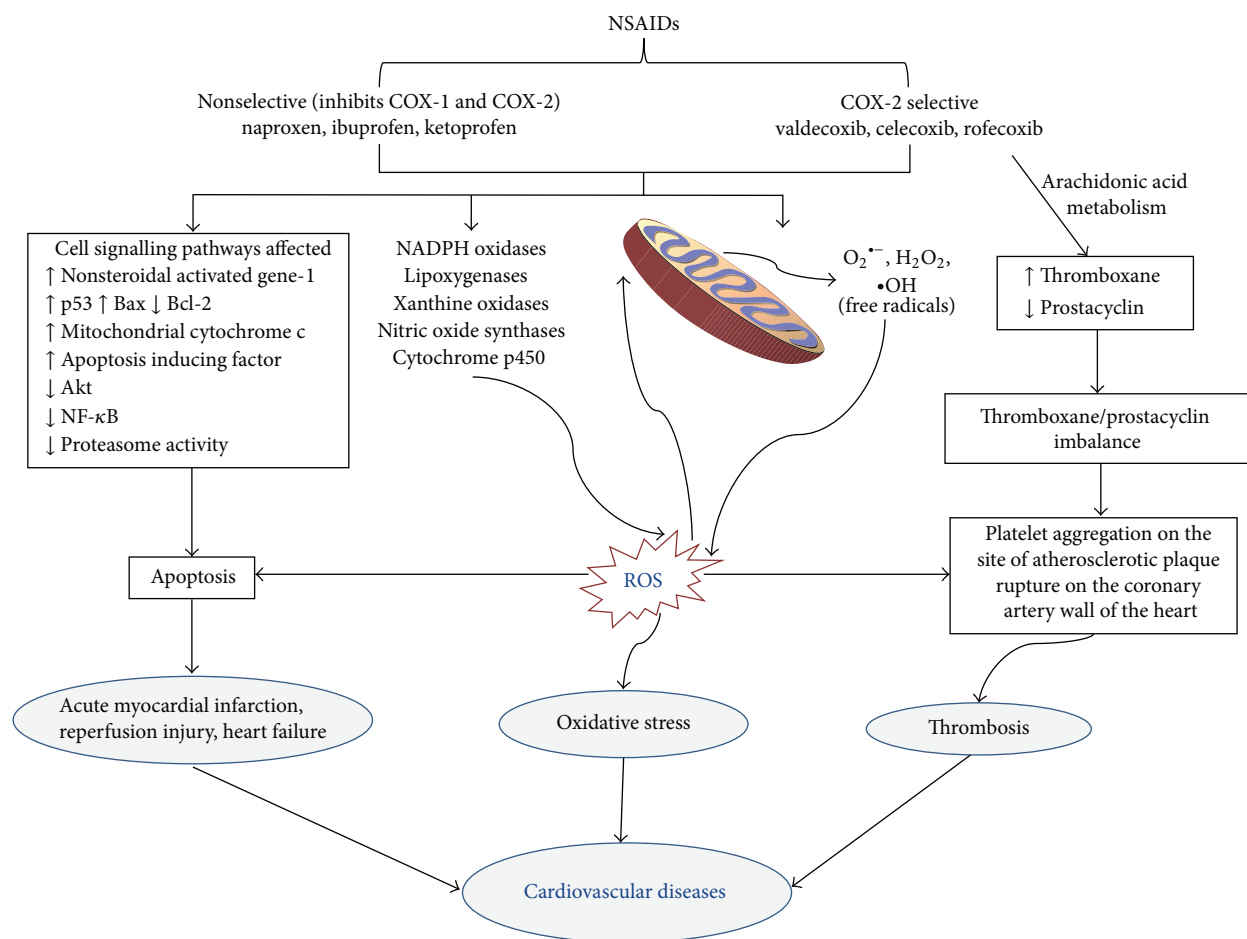 NSAIDs
Nonselective (inhibits COX-1 and COX-2)
naproxen, ibuprofen, ketoprofen
COX-2 selective
valdecoxib, celecoxib, rofecoxib
Arachidonic acid
metabolism
Cell signalling pathways affected
↑ Nonsteroidal activated gene-1
↑ p53 ↑ Bax ↓ Bcl-2
↑ Mitochondrial cytochrome c
↑ Apoptosis inducing factor
↓ Akt
↓ NF-κB
↓ Proteasome activity
NADPH oxidases
Lipoxygenases
Xanthine oxidases
Nitric oxide synthases
Cytochrome p450
O₂•⁻, H₂O₂,
•OH
(free radicals)
↑ Thromboxane
↓ Prostacyclin
Thromboxane/prostacyclin
imbalance
Platelet aggregation on the
site of atherosclerotic plaque
rupture on the coronary
artery wall of the heart
Apoptosis
ROS
Acute myocardial infarction,
reperfusion injury, heart failure
Oxidative stress
Thrombosis
Cardiovascular diseases